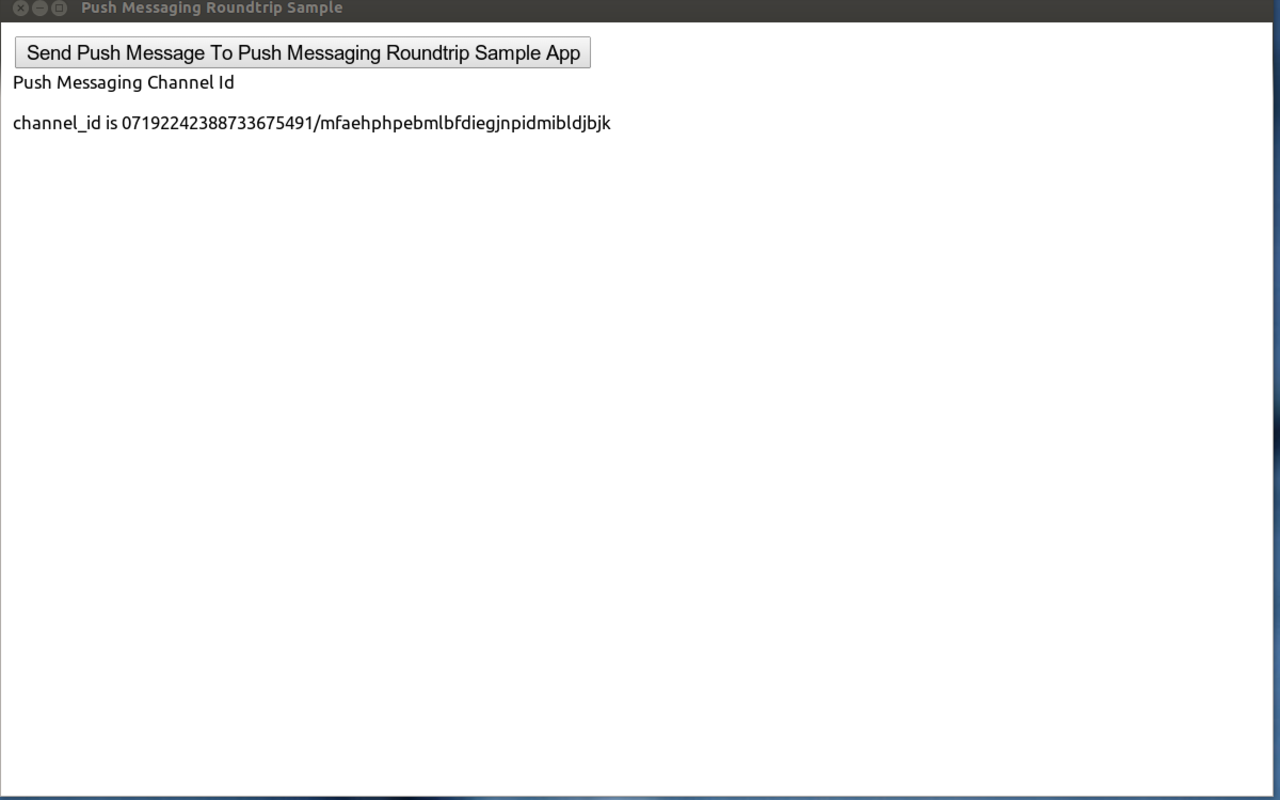 Push Messaging Roundtrip Sample
Send Push Message To Push Messaging Roundtrip Sample App
Push Messaging Channel Id
channel_id is 07192242388733675491/mfaehphpebmlbfdiegjnpidmibldjbjk